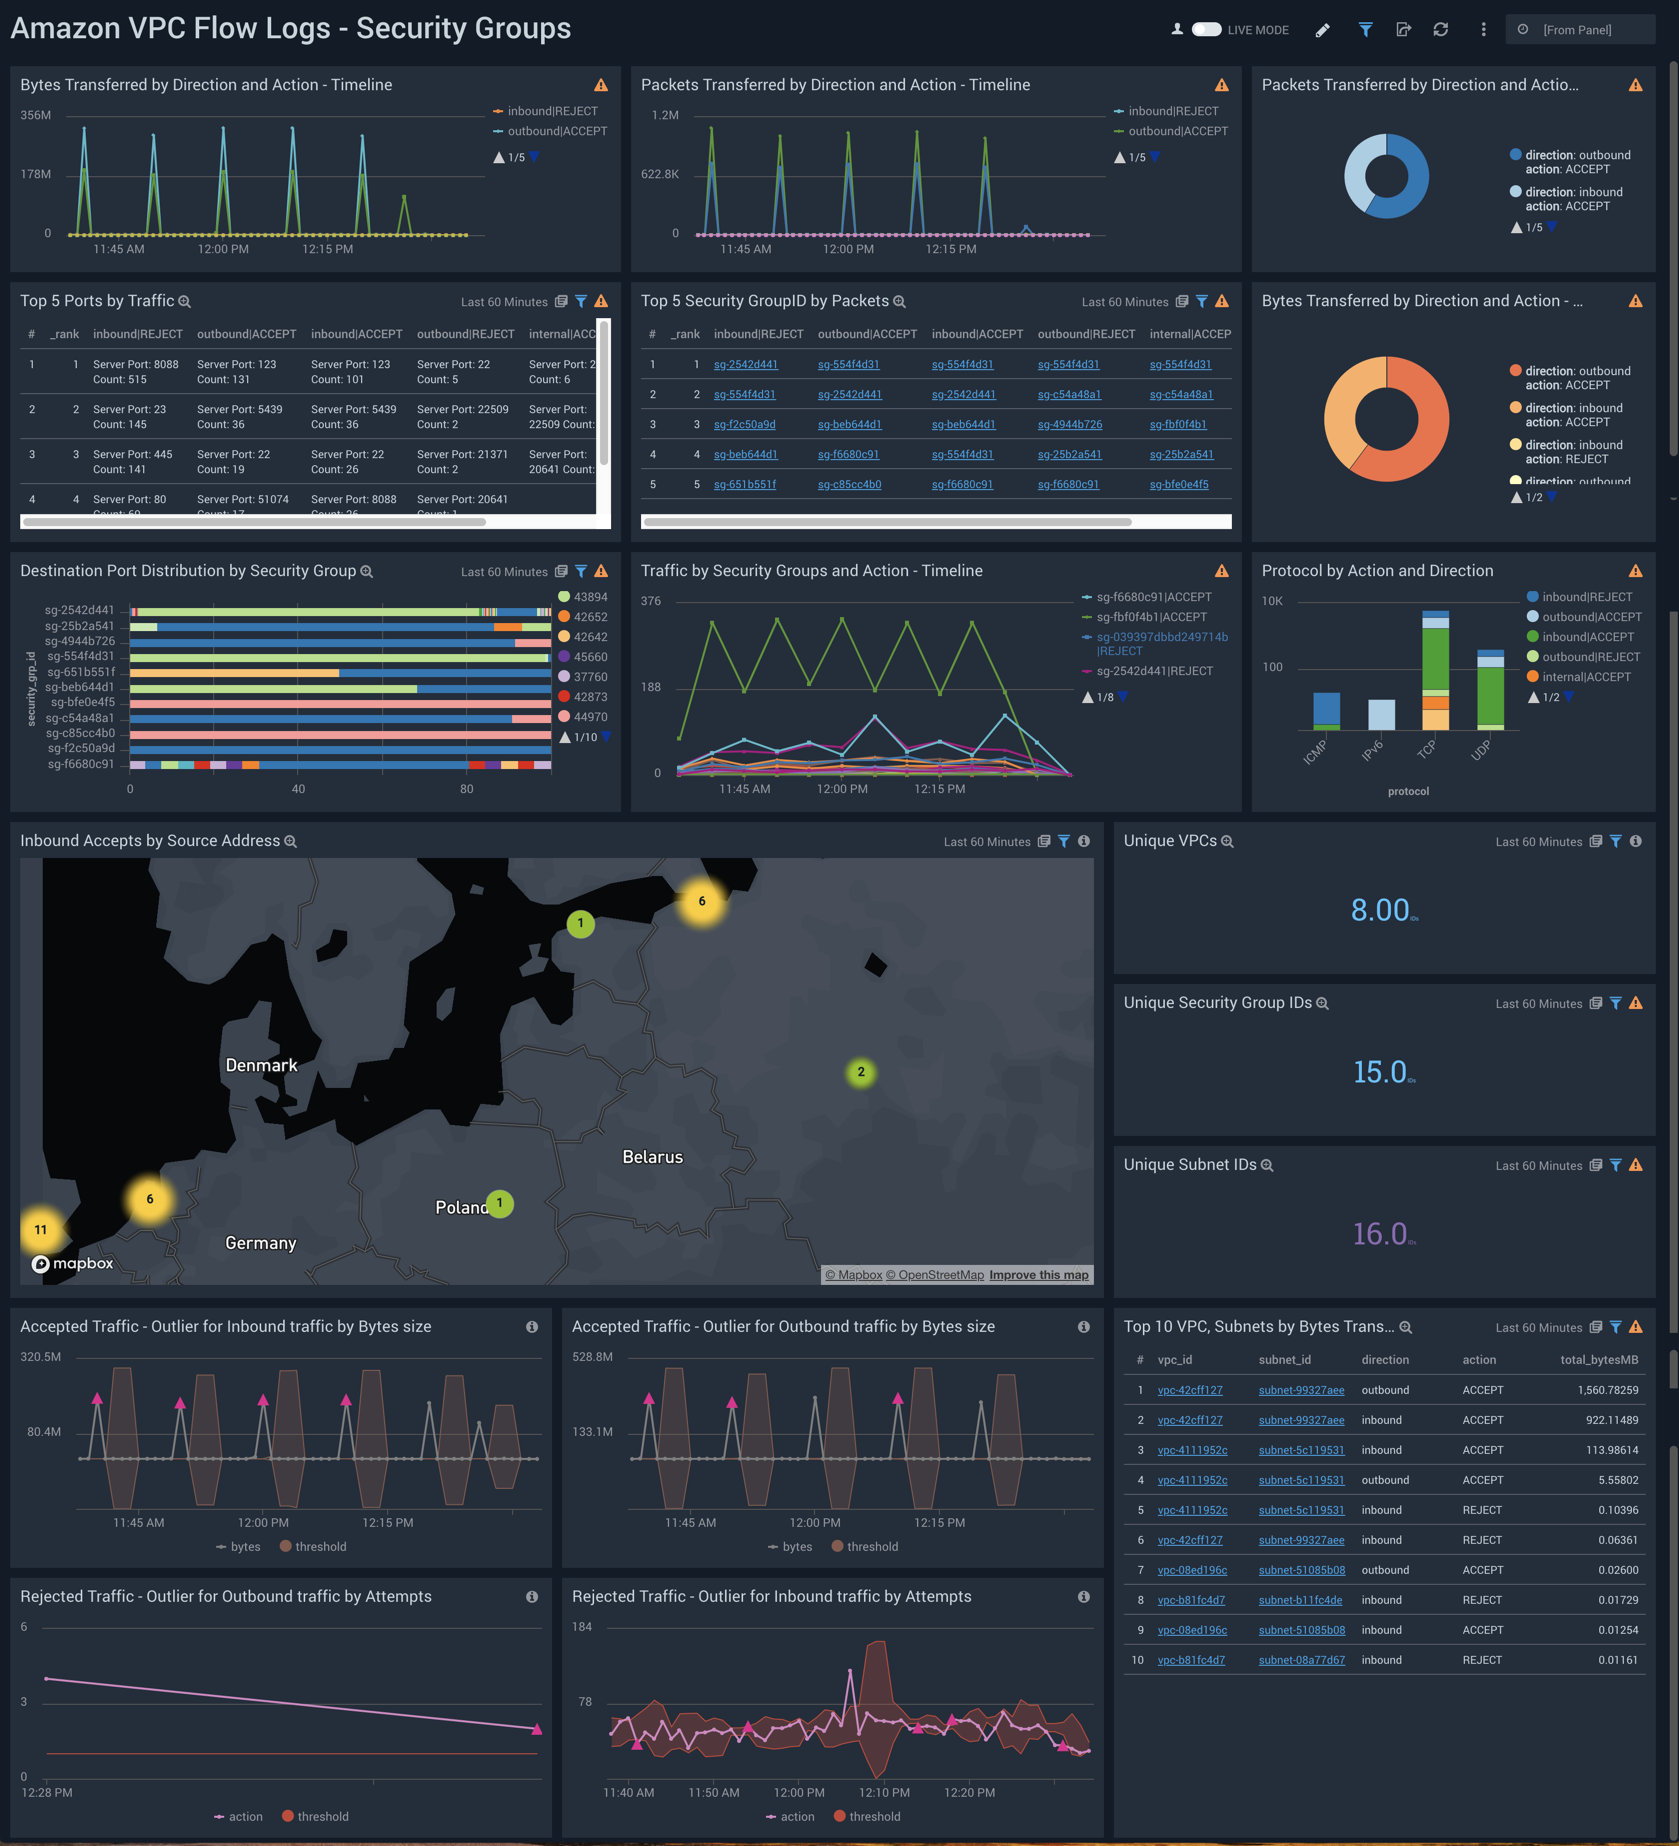 Amazon VPC Flow Logs - Security Groups
LIVE MODE
[From Panel]
Bytes Transferred by Direction and Action - Timeline
356M
178M
0
11:45 AM 12:00 PM 12:15 PM
inbound|REJECT
outbound|ACCEPT
1/5
Packets Transferred by Direction and Action - Timeline
1.2M
622.8K
0
11:45 AM 12:00 PM 12:15 PM
inbound|REJECT
outbound|ACCEPT
1/5
Packets Transferred by Direction and Actio...
direction: outbound
action: ACCEPT
direction: inbound
action: ACCEPT
1/5
Top 5 Ports by Traffic
Last 60 Minutes
# _rank inbound|REJECT outbound|ACCEPT inbound|ACCEPT outbound|REJECT internal|ACC
1 1 Server Port: 8088 Server Port: 123 Server Port: 123 Server Port: 22 Server Port: 2
Count: 515 Count: 131 Count: 101 Count: 5 Count: 6
2 2 Server Port: 23 Server Port: 5439 Server Port: 5439 Server Port: 22509 Server Port:
Count: 145 Count: 36 Count: 36 Count: 2 22509 Count:
3 3 Server Port: 445 Server Port: 22 Server Port: 22 Server Port: 21371 Server Port:
Count: 141 Count: 19 Count: 26 Count: 2 20641 Count:
4 4 Server Port: 80 Server Port: 51074 Server Port: 8088 Server Port: 20641
Top 5 Security GroupID by Packets
Last 60 Minutes
# _rank inbound|REJECT outbound|ACCEPT inbound|ACCEPT outbound|REJECT internal|ACCEP
1 1 sg-2542d441 sg-554f4d31 sg-554f4d31 sg-554f4d31 sg-554f4d31
2 2 sg-554f4d31 sg-2542d441 sg-2542d441 sg-c54a48a1 sg-c54a48a1
3 3 sg-f2c50a9d sg-beb644d1 sg-beb644d1 sg-4944b726 sg-fbf0f4b1
4 4 sg-beb644d1 sg-f6680c91 sg-554f4d31 sg-25b2a541 sg-25b2a541
5 5 sg-651b551f sg-c85cc4b0 sg-f6680c91 sg-f6680c91 sg-bfe0e4f5
Bytes Transferred by Direction and Action - ...
direction: outbound
action: ACCEPT
direction: inbound
action: ACCEPT
direction: inbound
action: REJECT
direction: outbound
1/2
Destination Port Distribution by Security Group
Last 60 Minutes
security_grp_id
sg-2542d441
sg-25b2a541
sg-4944b726
sg-554f4d31
sg-651b551f
sg-beb644d1
sg-bfe0e4f5
sg-c54a48a1
sg-c85cc4b0
sg-f2c50a9d
sg-f6680c91
0 40 80
43894
42652
42642
45660
37760
42873
44970
1/10
Traffic by Security Groups and Action - Timeline
376
188
0
11:45 AM 12:00 PM 12:15 PM
sg-f6680c91|ACCEPT
sg-fbf0f4b1|ACCEPT
sg-039397dbbd249714b
|REJECT
sg-2542d441|REJECT
1/8
Protocol by Action and Direction
10K
100
ICMP IPv6 TCP UDP
protocol
inbound|REJECT
outbound|ACCEPT
inbound|ACCEPT
outbound|REJECT
internal|ACCEPT
1/2
Inbound Accepts by Source Address
Last 60 Minutes
6
1
2
Denmark
Belarus
6
Poland
1
11
Germany
mapbox
© Mapbox © OpenStreetMap Improve this map
Unique VPCs
Last 60 Minutes
8.00 IDs
Unique Security Group IDs
Last 60 Minutes
15.0 IDs
Unique Subnet IDs
Last 60 Minutes
16.0 IDs
Accepted Traffic - Outlier for Inbound traffic by Bytes size
320.5M
80.4M
11:45 AM 12:00 PM 12:15 PM
bytes threshold
Accepted Traffic - Outlier for Outbound traffic by Bytes size
528.8M
133.1M
11:45 AM 12:00 PM 12:15 PM
bytes threshold
Top 10 VPC, Subnets by Bytes Trans...
Last 60 Minutes
# vpc_id subnet_id direction action total_bytesMB
1 vpc-42cff127 subnet-99327aee outbound ACCEPT 1,560.78259
2 vpc-42cff127 subnet-99327aee inbound ACCEPT 922.11489
3 vpc-4111952c subnet-5c119531 inbound ACCEPT 113.98614
4 vpc-4111952c subnet-5c119531 outbound ACCEPT 5.55802
5 vpc-4111952c subnet-5c119531 inbound REJECT 0.10396
6 vpc-42cff127 subnet-99327aee inbound REJECT 0.06361
7 vpc-08ed196c subnet-51085b08 outbound ACCEPT 0.02600
8 vpc-b81fc4d7 subnet-b11fc4de inbound REJECT 0.01729
9 vpc-08ed196c subnet-51085b08 inbound ACCEPT 0.01254
10 vpc-b81fc4d7 subnet-08a77d67 inbound REJECT 0.01161
Rejected Traffic - Outlier for Outbound traffic by Attempts
6
3
0
12:28 PM
action threshold
Rejected Traffic - Outlier for Inbound traffic by Attempts
184
78
11:40 AM 11:50 AM 12:00 PM 12:10 PM 12:20 PM
action threshold